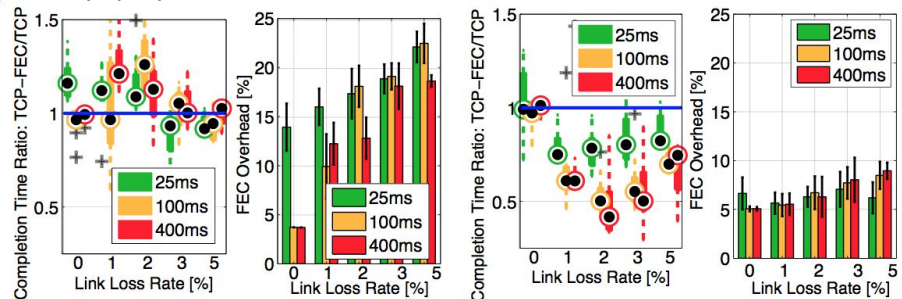 Completion Time Ratio: TCP-FEC/TCP
1.5
1
0.5
0 1 2 3 5
Link Loss Rate [%]
25ms
100ms
400ms
FEC Overhead [%]
25
20
15
10
5
0
0 1 2 3 5
Link Loss Rate [%]
25ms
100ms
400ms
Completion Time Ratio: TCP-FEC/TCP
1.5
1
0.5
0 1 2 3 5
Link Loss Rate [%]
25ms
100ms
400ms
FEC Overhead [%]
25
20
15
10
5
0
0 1 2 3 5
Link Loss Rate [%]
25ms
100ms
400ms